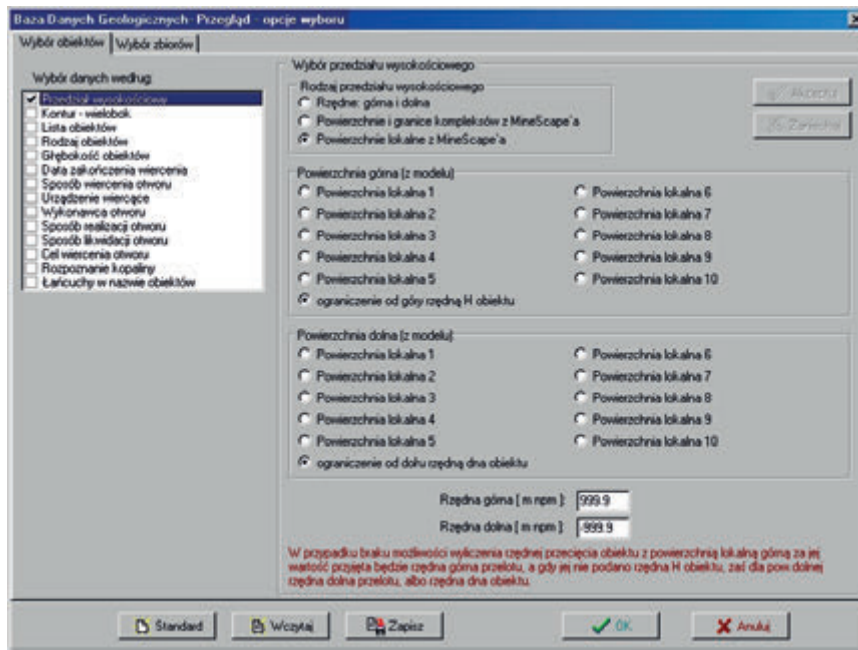 Baza Danych Geologicznych- Przegląd - opcje wyboru
Wybór obiektów
Wybór zbiorów
Wybór danych według:
Przedział wysokościowy
Kontur - wielobok
Lista obiektów
Rodzaj obiektów
Głębokość obiektów
Data zakończenia wiercenia
Sposób wiercenia otworu
Urządzenie wiercące
Wykonawca otworu
Sposób realizacji otworu
Sposób likwidacji otworu
Cel wiercenia otworu
Rozpoznanie kopaliny
Łańcuchy w nazwie obiektów
Wybór przedziału wysokościowego
Rodzaj przedziału wysokościowego
Rzędne: górna i dolna
Powierzchnie i granice kompleksów z MineScape'a
Powierzchnie lokalne z MineScape'a
Akceptuj
Zaniechaj
Powierzchnia górna (z modelu)
Powierzchnia lokalna 1
Powierzchnia lokalna 2
Powierzchnia lokalna 3
Powierzchnia lokalna 4
Powierzchnia lokalna 5
Powierzchnia lokalna 6
Powierzchnia lokalna 7
Powierzchnia lokalna 8
Powierzchnia lokalna 9
Powierzchnia lokalna 10
ograniczenie od góry rzędną H obiektu
Powierzchnia dolna (z modelu)
Powierzchnia lokalna 1
Powierzchnia lokalna 2
Powierzchnia lokalna 3
Powierzchnia lokalna 4
Powierzchnia lokalna 5
Powierzchnia lokalna 6
Powierzchnia lokalna 7
Powierzchnia lokalna 8
Powierzchnia lokalna 9
Powierzchnia lokalna 10
ograniczenie od dołu rzędną dna obiektu
Rzędna górna [ m npm ]: 999.9
Rzędna dolna [ m npm ]: -999.9
W przypadku braku możliwości wyliczenia rzędnej przecięcia obiektu z powierzchnią lokalną górną za jej
wartość przyjęta będzie rzędna górna przelotu, a gdy jej nie podano rzędna H obiektu, zaś dla pow.dolnej
rzędna dolna przelotu, albo rzędna dna obiektu.
Standard
Wczytaj
Zapisz
OK
Anuluj